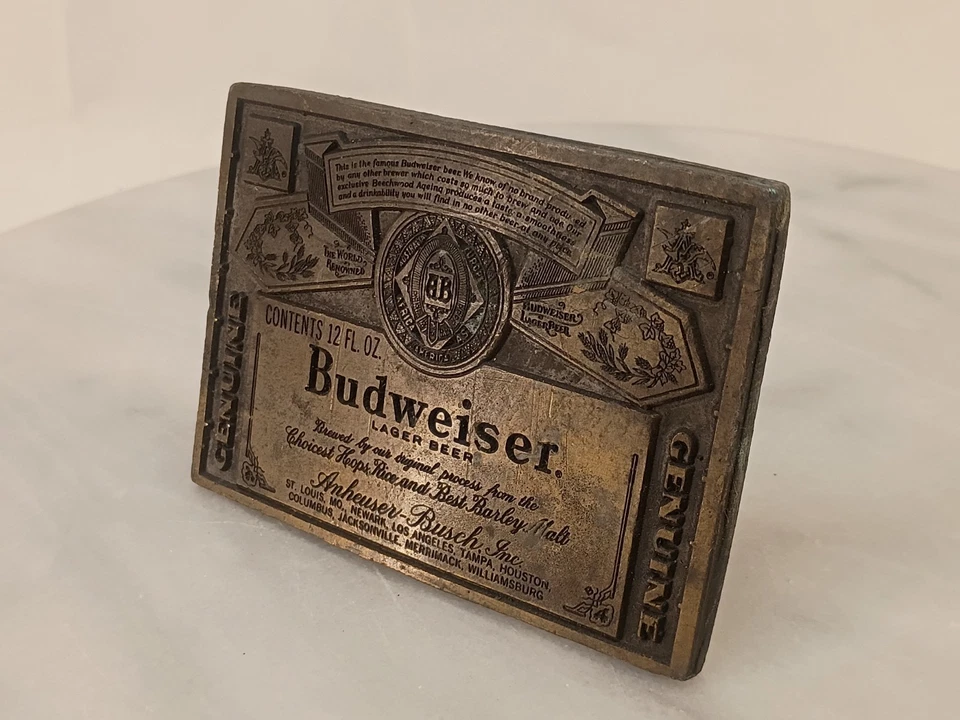 This is the famous Budweiser beer. We know of no brand produced
by any other brewer which costs so much to brew and age. Our
exclusive Beechwood Ageing produces a taste, a smoothness
and a drinkability you will find in no other beer at any price.
THE WORLD
RENOWNED
BUDWEISER
LAGER BEER
AMERICA
GENUINE
CONTENTS 12 FL. OZ.
Budweiser.
LAGER BEER
Brewed by our original process from the
Choicest Hops, Rice and Best Barley Malt
Anheuser-Busch, Inc.
ST. LOUIS, MO., NEWARK, LOS ANGELES, TAMPA, HOUSTON,
COLUMBUS, JACKSONVILLE, MERRIMACK, WILLIAMSBURG
GENUINE